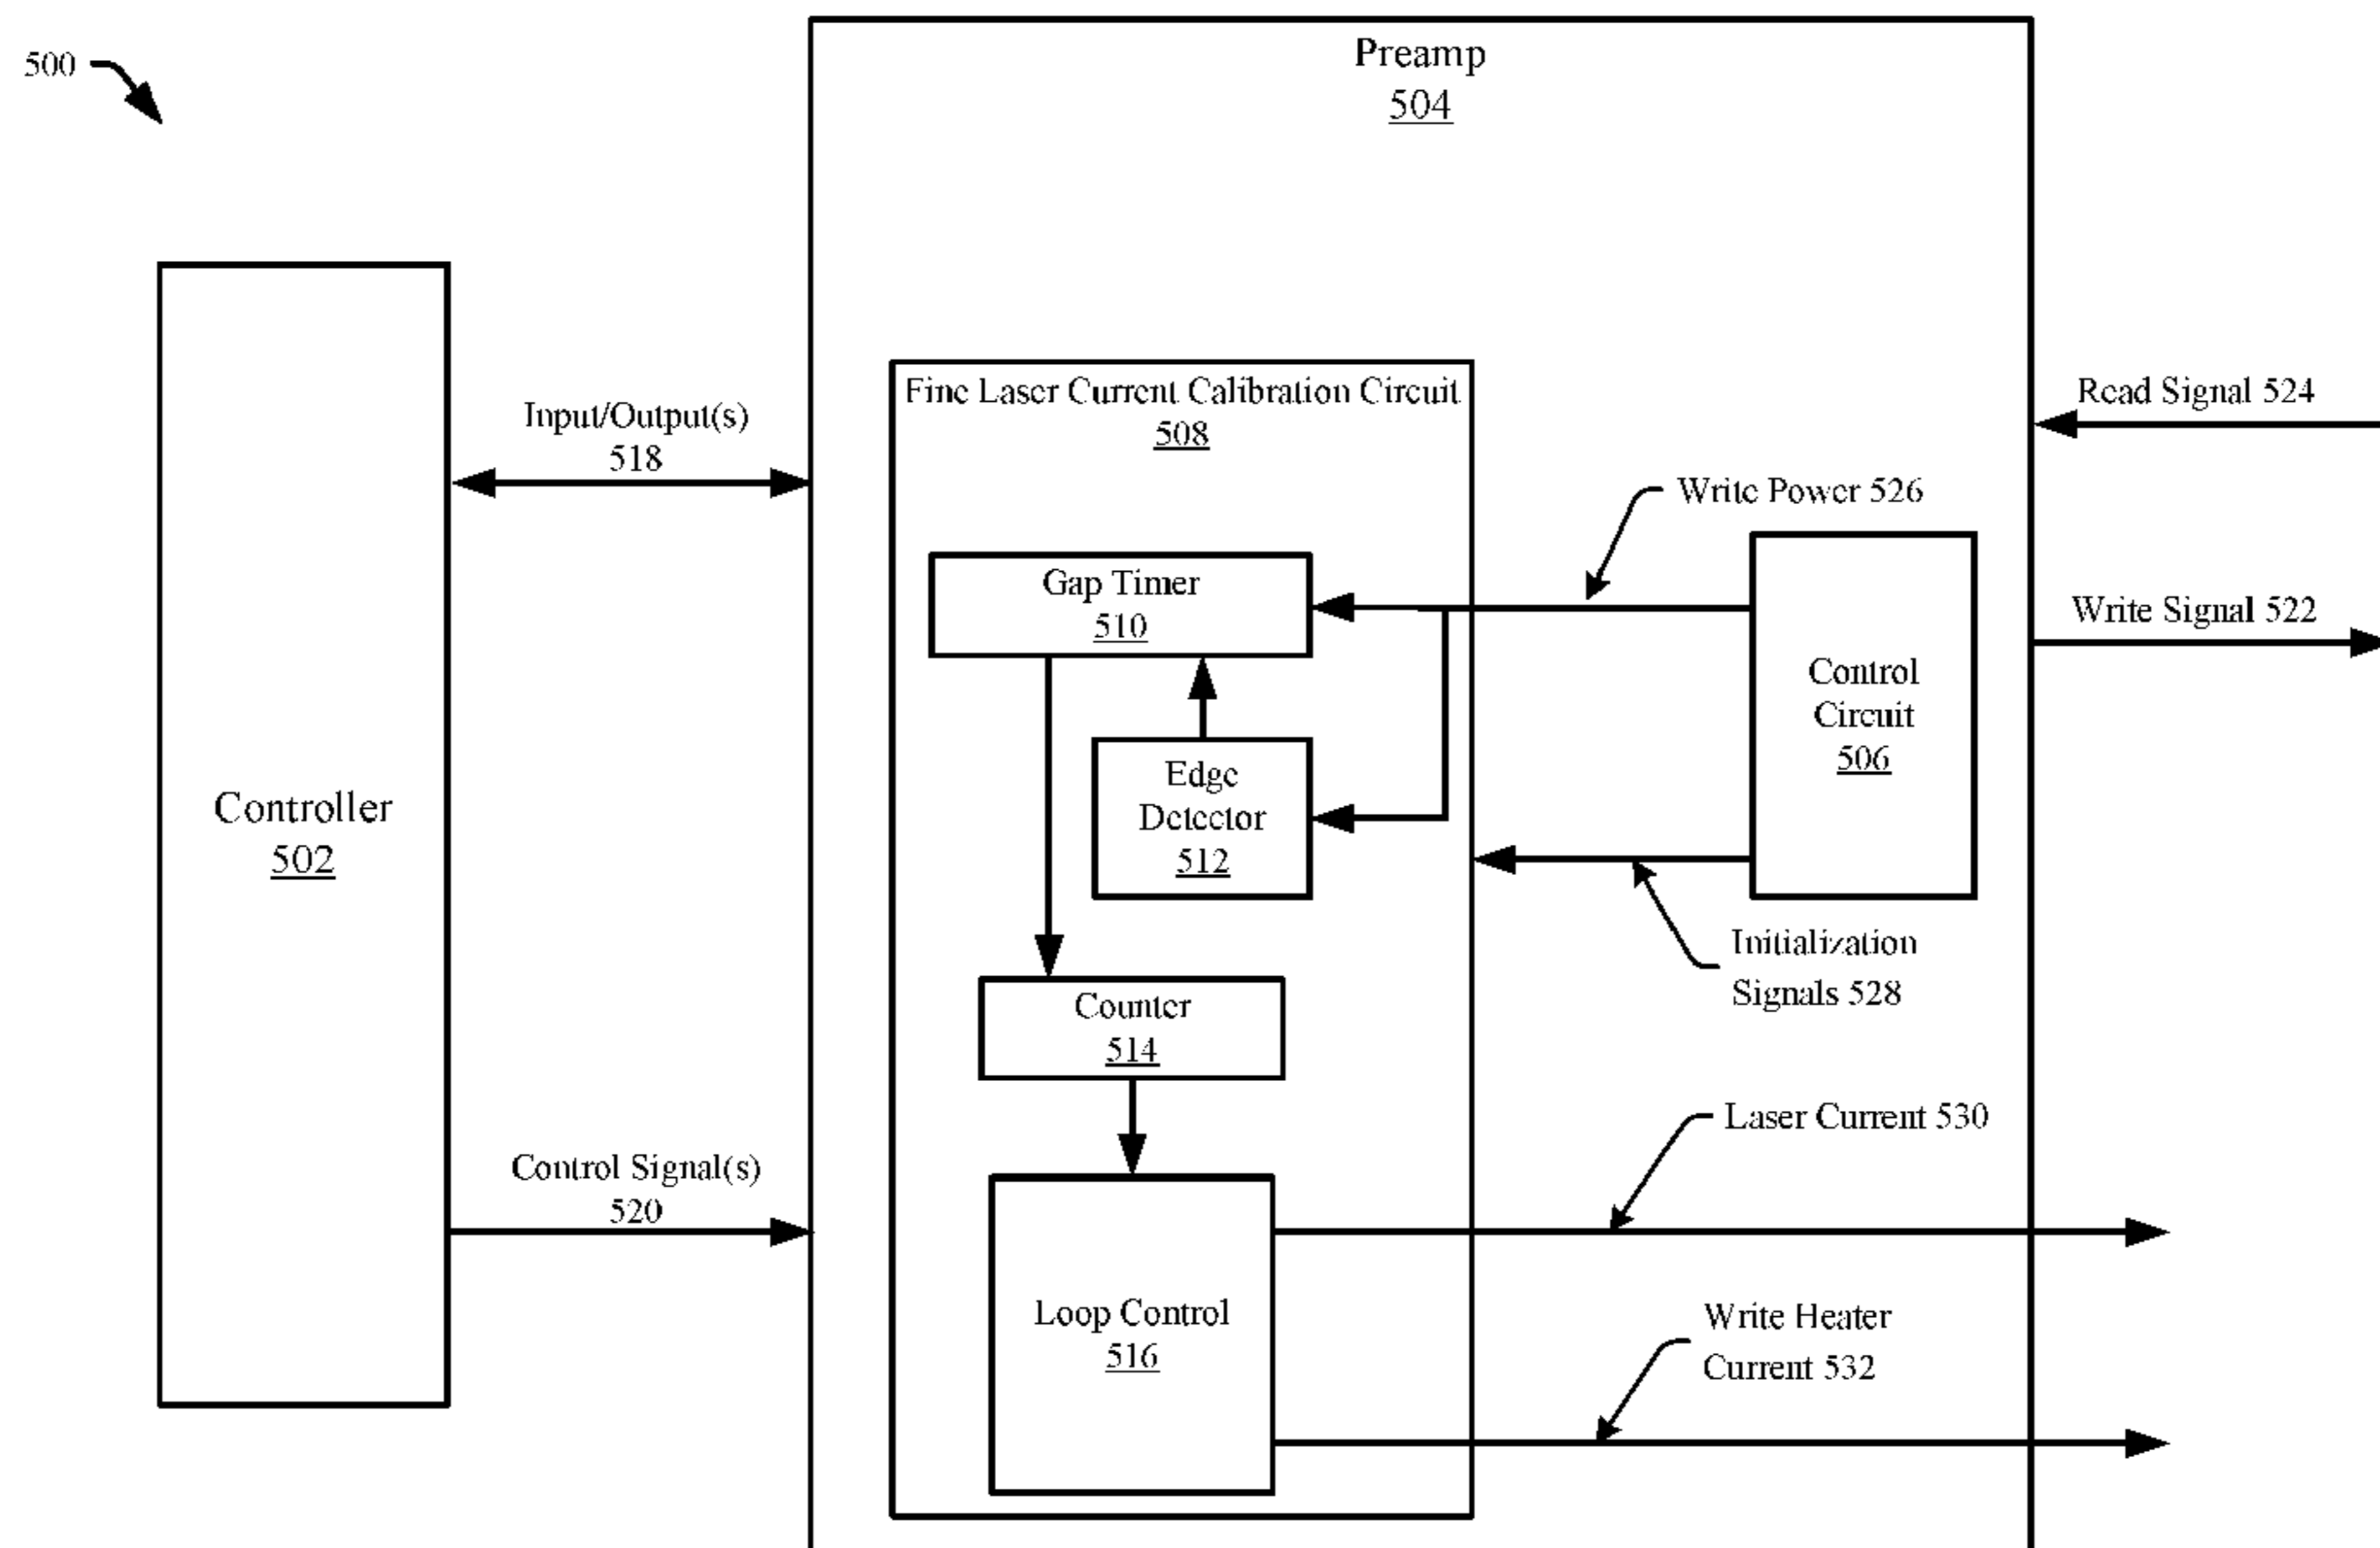 500
Preamp
504
Controller
502
Input/Output(s)
518
Control Signal(s)
520
Fine Laser Current Calibration Circuit
508
Gap Timer
510
Edge
Detector
512
Counter
514
Loop Control
516
Write Power 526
Control
Circuit
506
Initialization
Signals 528
Laser Current 530
Write Heater
Current 532
Read Signal 524
Write Signal 522